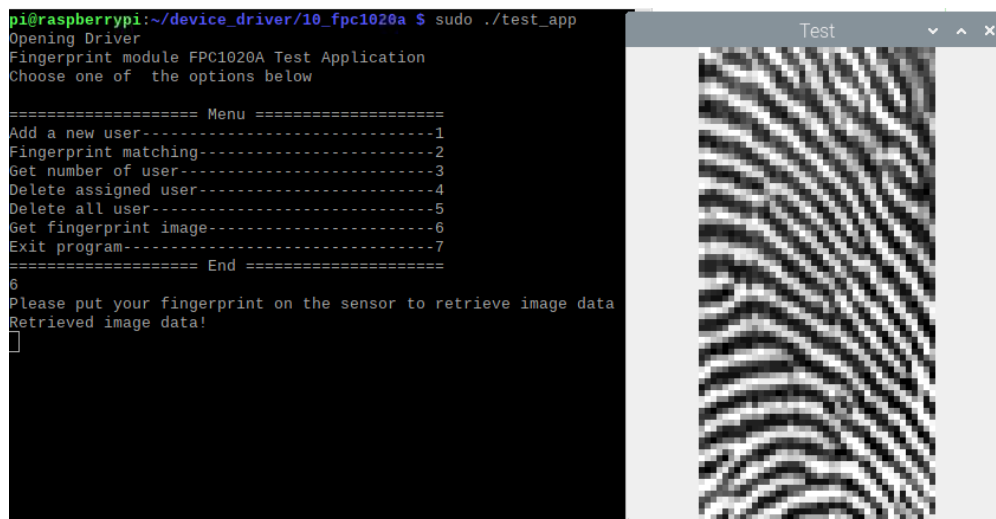 pi@raspberrypi:~/device_driver/10_fpc1020a $ sudo ./test_app
Opening Driver
Fingerprint module FPC1020A Test Application
Choose one of  the options below
==================== Menu ====================
Add a new user-------------------------------1
Fingerprint matching-------------------------2
Get number of user---------------------------3
Delete assigned user-------------------------4
Delete all user------------------------------5
Get fingerprint image------------------------6
Exit program---------------------------------7
==================== End =====================
6
Please put your fingerprint on the sensor to retrieve image data
Retrieved image data!
Test